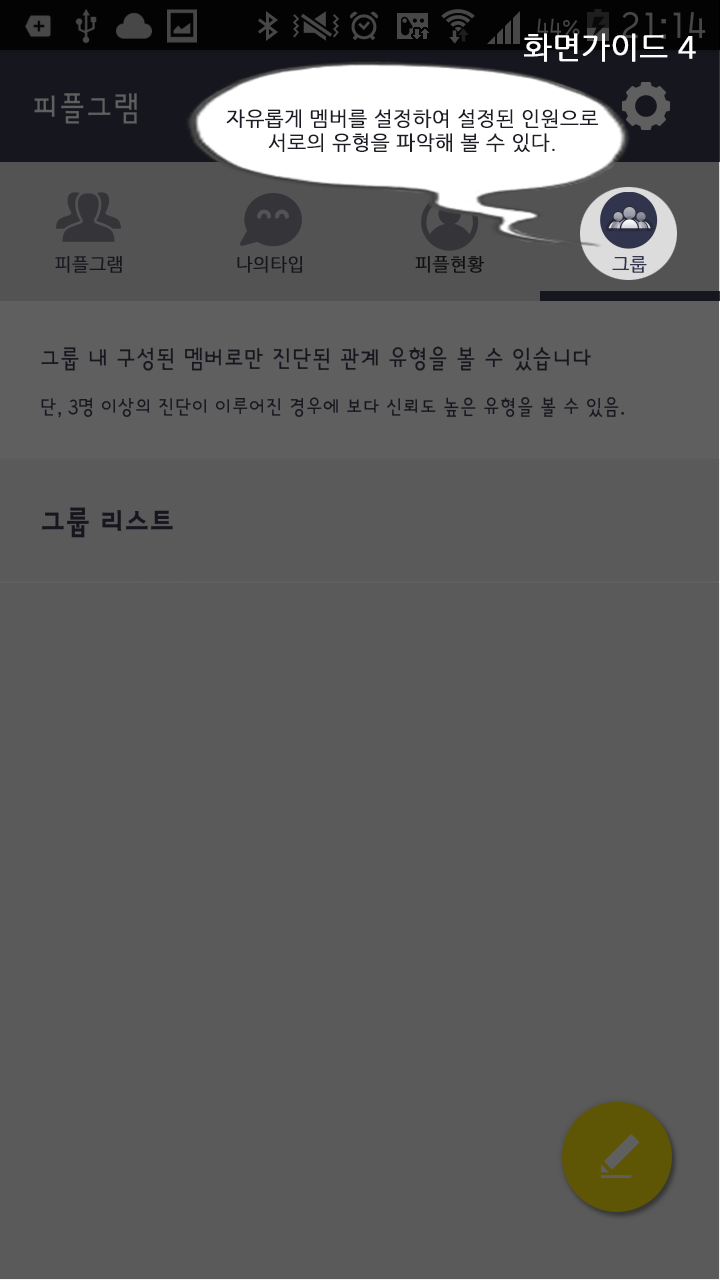 44% 21:14
화면가이드 4
피플그램
자유롭게 멤버를 설정하여 설정된 인원으로
서로의 유형을 파악해 볼 수 있다.
피플그램 나의타입 피플현황 그룹
그룹 내 구성된 멤버로만 진단된 관계 유형을 볼 수 있습니다
단, 3명 이상의 진단이 이루어진 경우에 보다 신뢰도 높은 유형을 볼 수 있음.
그룹 리스트